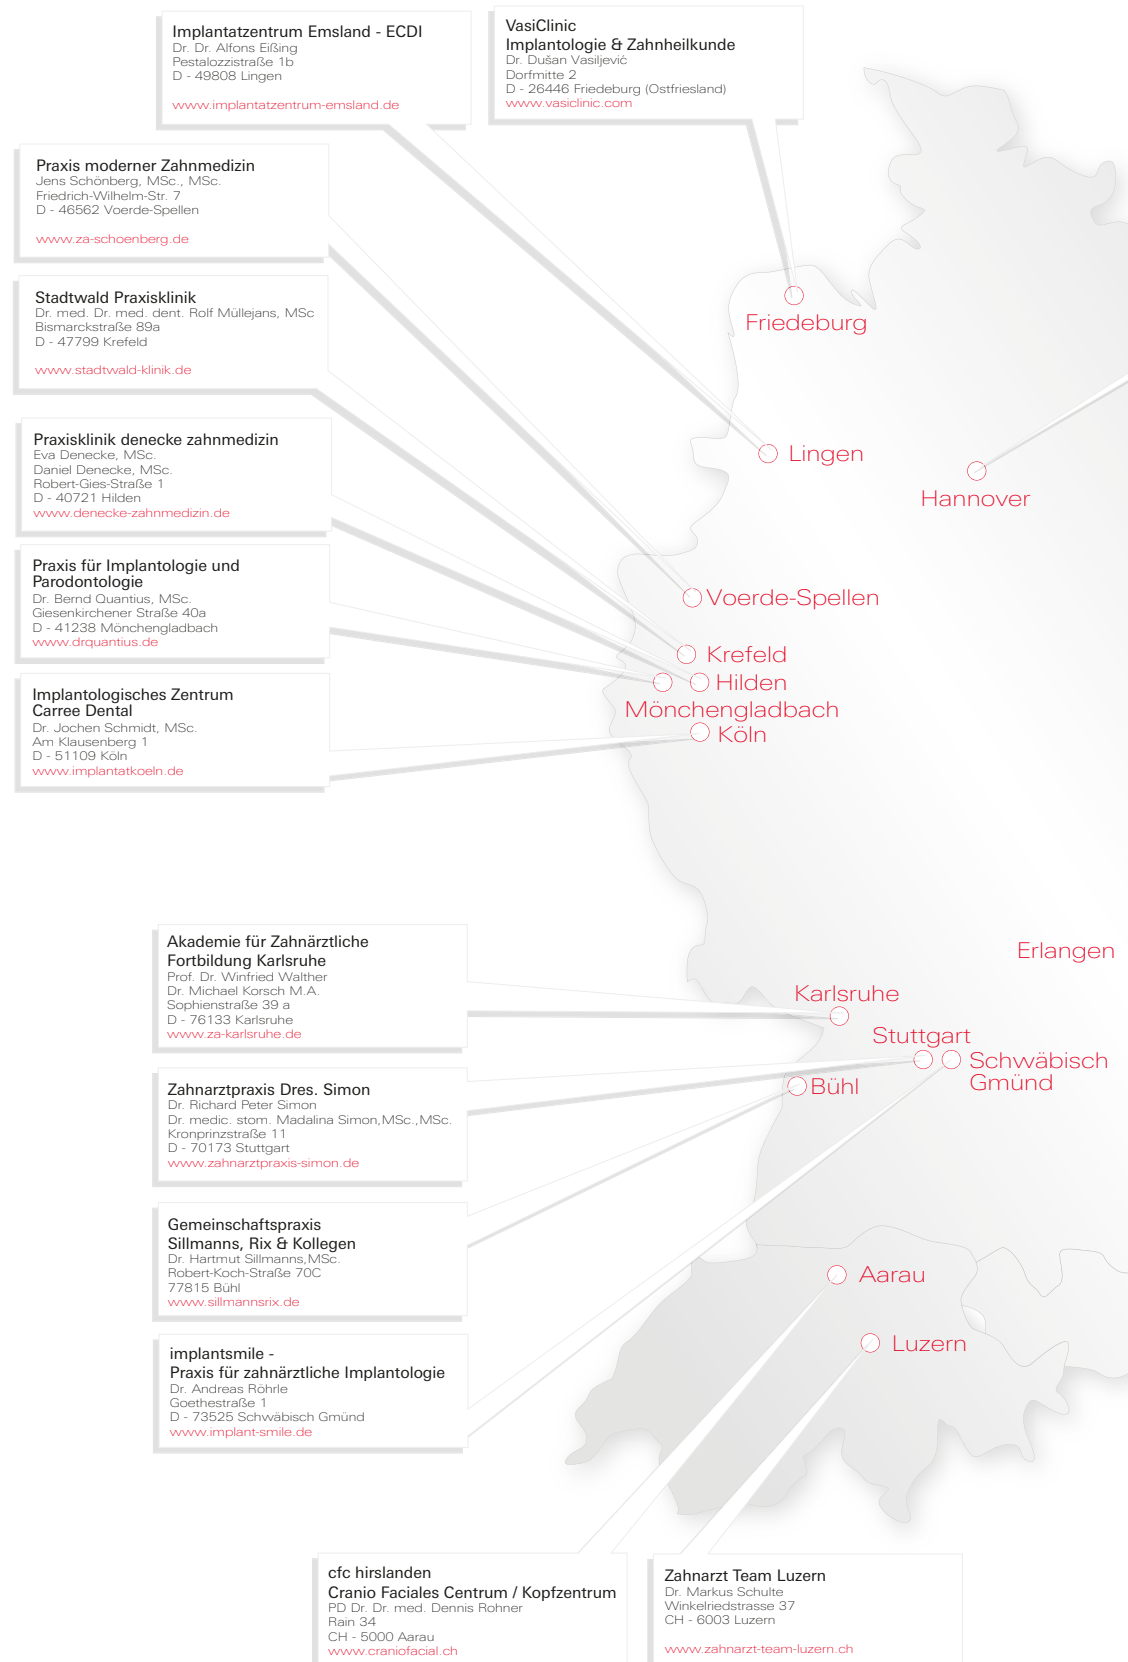 Implantatzentrum Emsland - ECDI
Dr. Dr. Alfons Eißing
Pestalozzistraße 1b
D - 49808 Lingen
www.implantatzentrum-emsland.de
VasiClinic
Implantologie & Zahnheilkunde
Dr. Dušan Vasiljević
Dorfmitte 2
D - 26446 Friedeburg (Ostfriesland)
www.vasiclinic.com
Praxis moderner Zahnmedizin
Jens Schönberg, MSc., MSc.
Friedrich-Wilhelm-Str. 7
D - 46562 Voerde-Spellen
www.za-schoenberg.de
Stadtwald Praxisklinik
Dr. med. Dr. med. dent. Rolf Müllejans, MSc
Bismarckstraße 89a
D - 47799 Krefeld
www.stadtwald-klinik.de
Praxisklinik denecke zahnmedizin
Eva Denecke, MSc.
Daniel Denecke, MSc.
Robert-Gies-Straße 1
D - 40721 Hilden
www.denecke-zahnmedizin.de
Praxis für Implantologie und
Parodontologie
Dr. Bernd Quantius, MSc.
Giesenkirchener Straße 40a
D - 41238 Mönchengladbach
www.drquantius.de
Implantologisches Zentrum
Carree Dental
Dr. Jochen Schmidt, MSc.
Am Klausenberg 1
D - 51109 Köln
www.implantatkoeln.de
Friedeburg
Lingen
Hannover
Voerde-Spellen
Krefeld
Hilden
Mönchengladbach
Köln
Erlangen
Karlsruhe
Stuttgart
Schwäbisch
Gmünd
Bühl
Aarau
Luzern
Akademie für Zahnärztliche
Fortbildung Karlsruhe
Prof. Dr. Winfried Walther
Dr. Michael Korsch M.A.
Sophienstraße 39 a
D - 76133 Karlsruhe
www.za-karlsruhe.de
Zahnarztpraxis Dres. Simon
Dr. Richard Peter Simon
Dr. medic. stom. Madalina Simon,MSc.,MSc.
Kronprinzstraße 11
D - 70173 Stuttgart
www.zahnarztpraxis-simon.de
Gemeinschaftspraxis
Sillmanns, Rix & Kollegen
Dr. Hartmut Sillmanns,MSc.
Robert-Koch-Straße 70C
77815 Bühl
www.sillmannsrix.de
implantsmile -
Praxis für zahnärztliche Implantologie
Dr. Andreas Röhrle
Goethestraße 1
D - 73525 Schwäbisch Gmünd
www.implant-smile.de
cfc hirslanden
Cranio Faciales Centrum / Kopfzentrum
PD Dr. Dr. med. Dennis Rohner
Rain 34
CH - 5000 Aarau
www.craniofacial.ch
Zahnarzt Team Luzern
Dr. Markus Schulte
Winkelriedstrasse 37
CH - 6003 Luzern
www.zahnarzt-team-luzern.ch